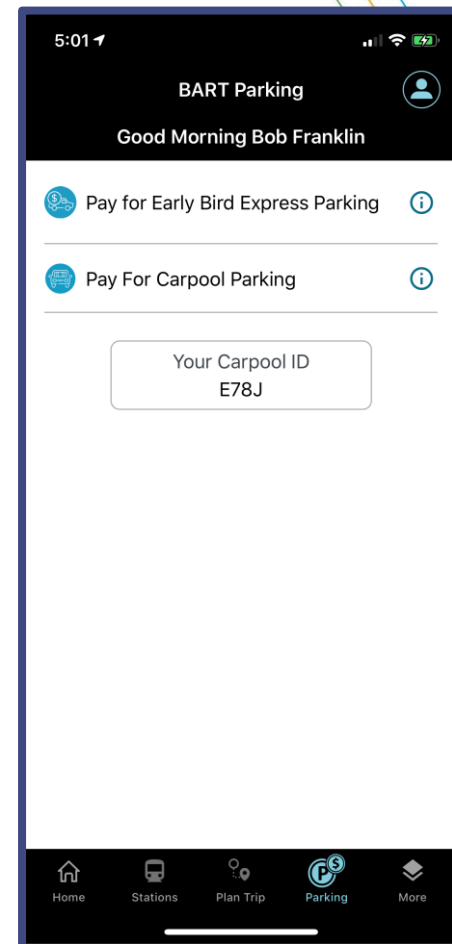 5:01
BART Parking
Good Morning Bob Franklin
Pay for Early Bird Express Parking
Pay For Carpool Parking
Your Carpool ID
E78J
Home Stations Plan Trip Parking More